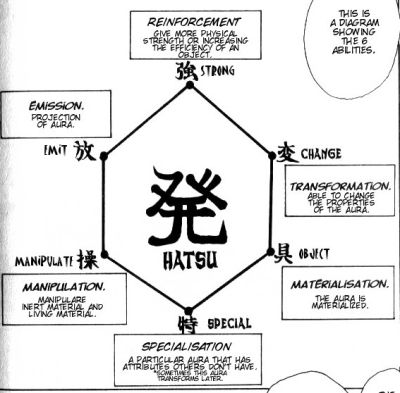 REINFORCEMENT
GIVE MORE PHYSICAL
STRENGTH OR INCREASING
THE EFFICIENCY OF AN
OBJECT.
THIS IS
A DIAGRAM
SHOWING
THE 6
ABILITIES.
強 STRONG
ÉMISSION.
PROJECTION
OF AURA.
EMIT 放
変 CHANGE
TRANSFORMATION.
ABLE TO CHANGE
THE PROPERTIES
OF THE AURA.
発
HATSU
MANIPULATE 操
具 OBJECT
MANIPULATION.
MANIPULARE
INERT MATERIAL AND
LIVING MATERIAL.
MATÉRIALISATION.
THE AURA IS
MATERIALIZED.
特 SPECIAL
SPECIALISATION
A PARTICULAR AURA THAT HAS
ATTRIBUTES OTHERS DON'T HAVE.
*SOMETIMES THIS AURA
TRANSFORMS LATER.